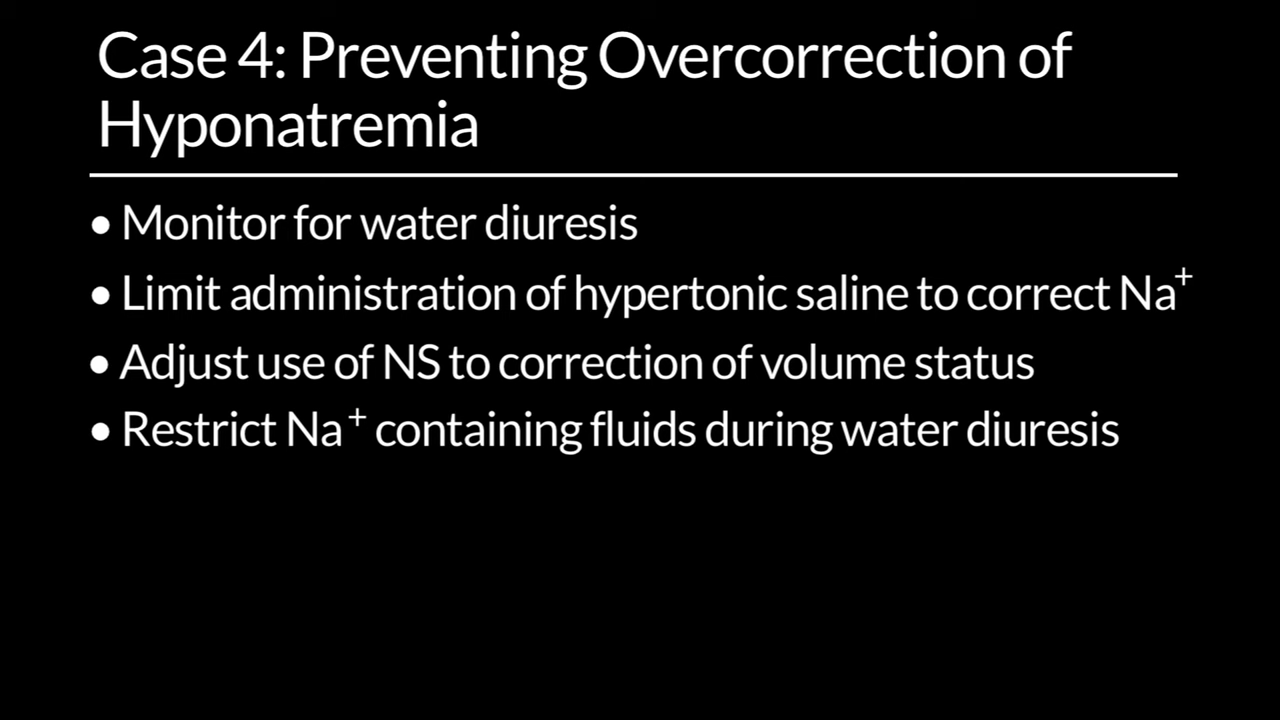 Case 4: Preventing Overcorrection of
Hyponatremia
• Monitor for water diuresis
• Limit administration of hypertonic saline to correct Na⁺
• Adjust use of NS to correction of volume status
• Restrict Na⁺ containing fluids during water diuresis